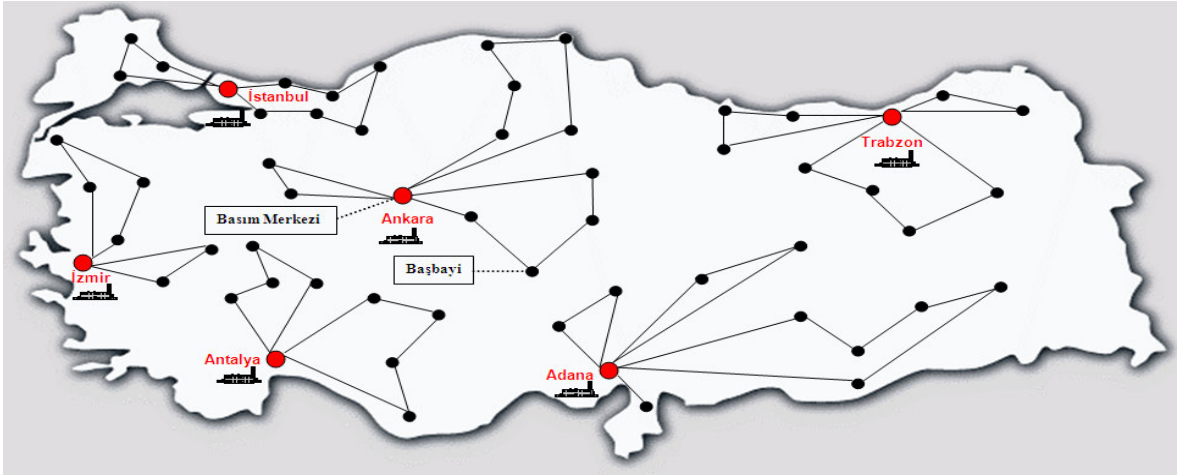 İstanbul
Trabzon
Basım Merkezi
Ankara
Başbayi
İzmir
Antalya
Adana